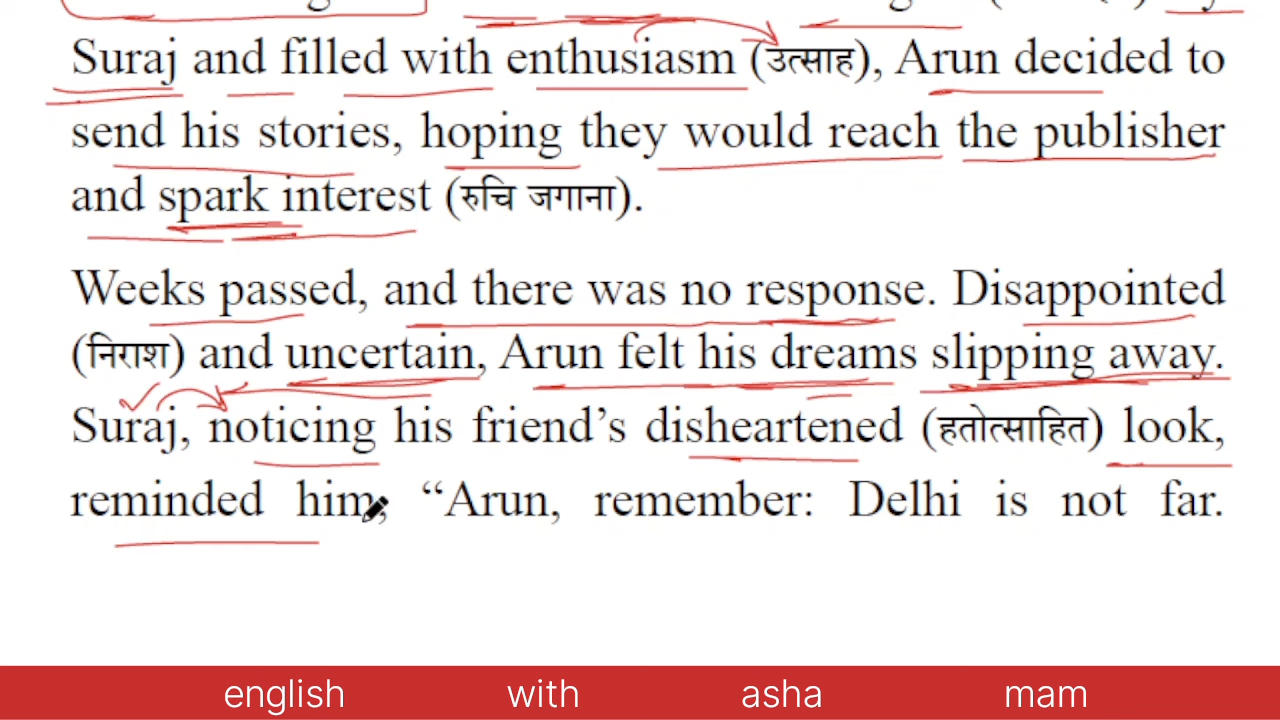 Suraj and filled with enthusiasm (उत्साह), Arun decided to
send his stories, hoping they would reach the publisher
and spark interest (रुचि जगाना).
Weeks passed, and there was no response. Disappointed
(निराश) and uncertain, Arun felt his dreams slipping away.
Suraj, noticing his friend’s disheartened (हतोत्साहित) look,
reminded him, “Arun, remember: Delhi is not far.
english with asha mam